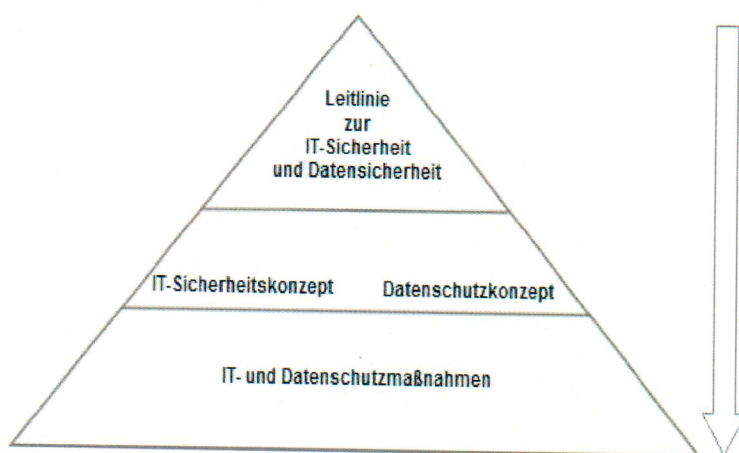 Leitlinie
zur
IT-Sicherheit
und Datensicherheit
IT-Sicherheitskonzept Datenschutzkonzept
IT- und Datenschutzmaßnahmen